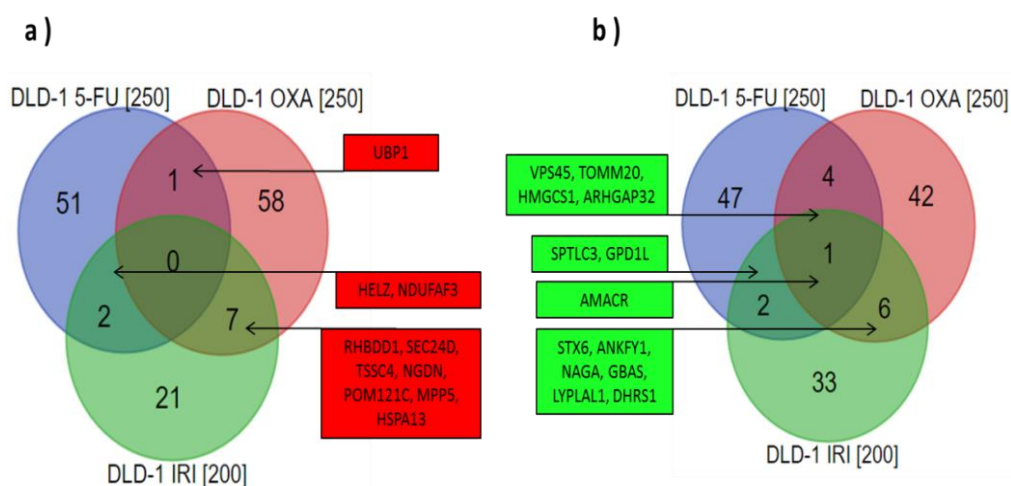 a )
b )
DLD-1 5-FU [250]
DLD-1 OXA [250]
51
1
58
0
2
7
21
DLD-1 IRI [200]
UBP1
HELZ, NDUFAF3
RHBDD1, SEC24D,
TSSC4, NGDN,
POM121C, MPP5,
HSPA13
DLD-1 5-FU [250]
DLD-1 OXA [250]
VPS45, TOMM20,
HMGCS1, ARHGAP32
SPTLC3, GPD1L
AMACR
STX6, ANKFY1,
NAGA, GBAS,
LYPLAL1, DHRS1
47
4
42
1
2
6
33
DLD-1 IRI [200]